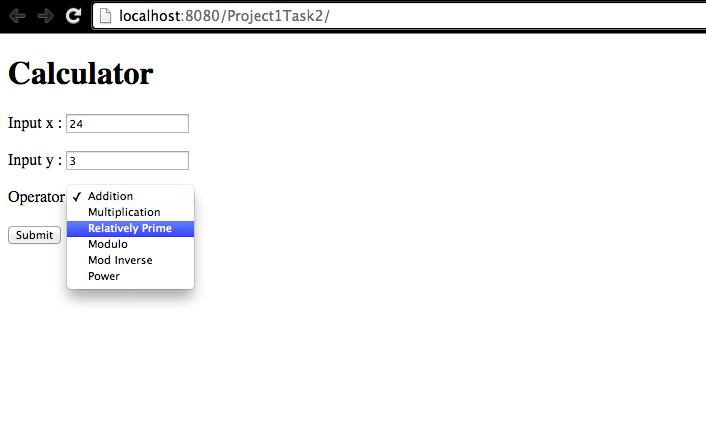 localhost:8080/Project1Task2/
Calculator
Input x : 24
Input y : 3
Operator ✓ Addition
Multiplication
Relatively Prime
Submit Modulo
Mod Inverse
Power